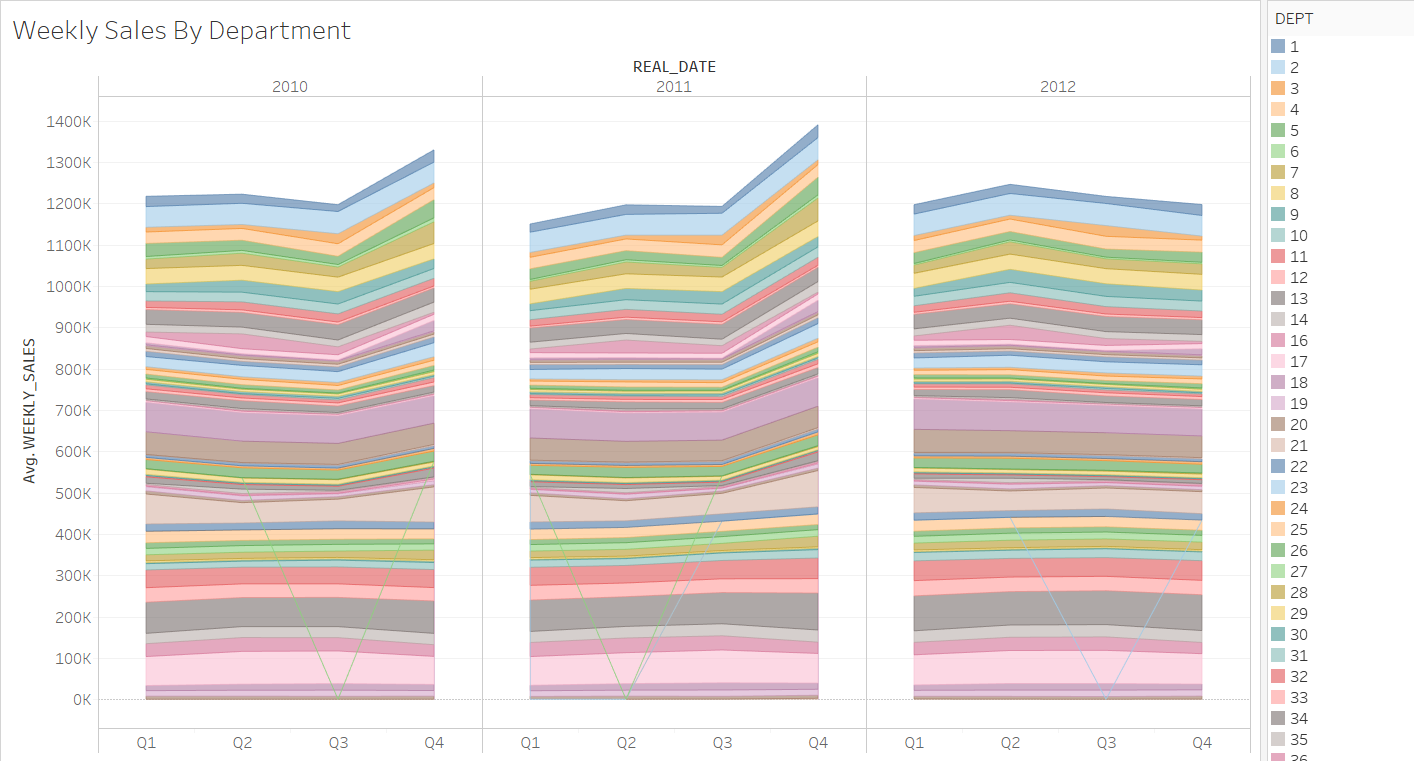 Weekly Sales By Department
REAL_DATE
2010 2011 2012
Avg. WEEKLY_SALES
1400K
1300K
1200K
1100K
1000K
900K
800K
700K
600K
500K
400K
300K
200K
100K
0K
Q1 Q2 Q3 Q4 Q1 Q2 Q3 Q4 Q1 Q2 Q3 Q4
DEPT
1
2
3
4
5
6
7
8
9
10
11
12
13
14
16
17
18
19
20
21
22
23
24
25
26
27
28
29
30
31
32
33
34
35
36